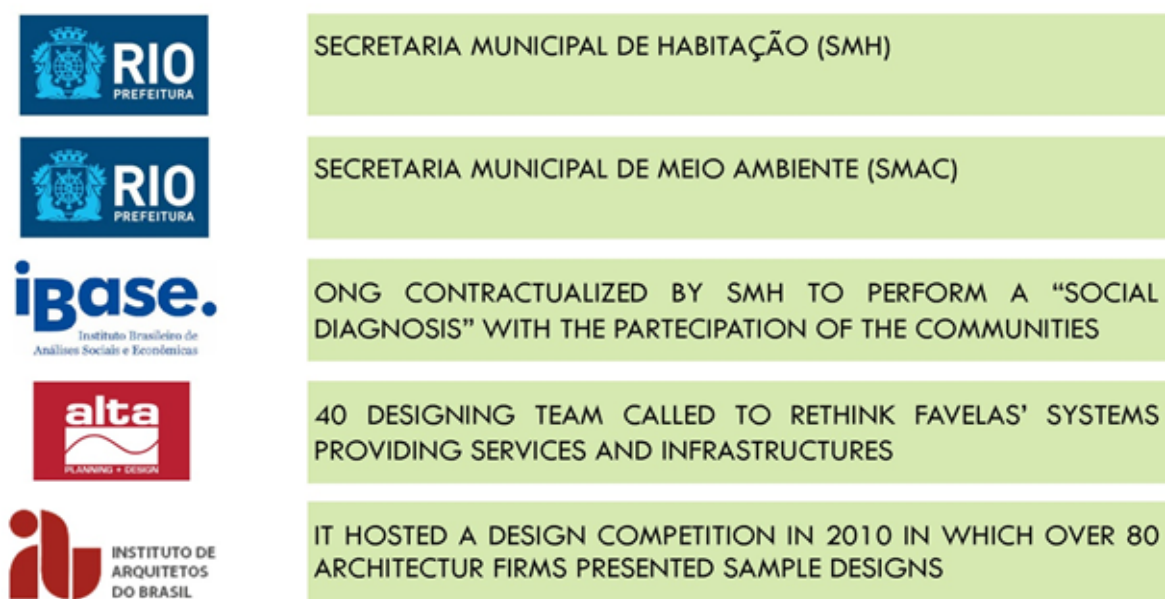 RIO
PREFEITURA
SECRETARIA MUNICIPAL DE HABITAÇÃO (SMH)
RIO
PREFEITURA
SECRETARIA MUNICIPAL DE MEIO AMBIENTE (SMAC)
iBase.
Instituto Brasileiro de
Análises Sociais e Econômicas
ONG CONTRACTUALIZED BY SMH TO PERFORM A “SOCIAL
DIAGNOSIS” WITH THE PARTECIPATION OF THE COMMUNITIES
alta
PLANNING + DESIGN
40 DESIGNING TEAM CALLED TO RETHINK FAVELAS’ SYSTEMS
PROVIDING SERVICES AND INFRASTRUCTURES
iab
INSTITUTO DE
ARQUITETOS
DO BRASIL
IT HOSTED A DESIGN COMPETITION IN 2010 IN WHICH OVER 80
ARCHITECTUR FIRMS PRESENTED SAMPLE DESIGNS